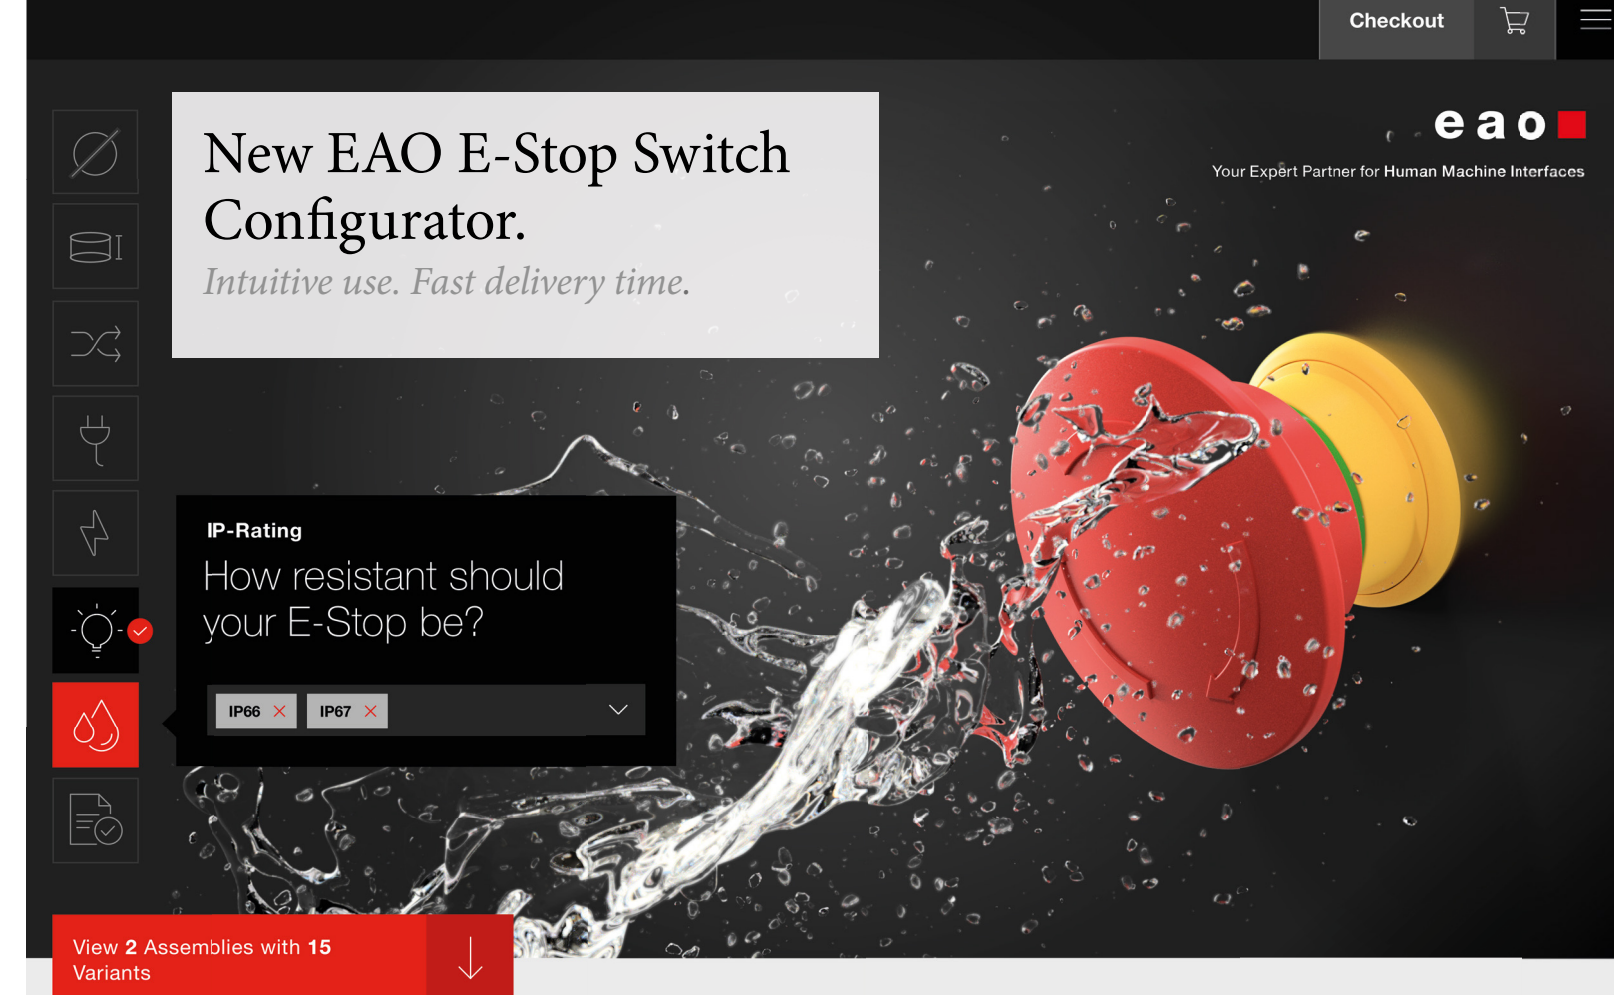 Checkout
New EAO E-Stop Switch
Configurator.
Intuitive use. Fast delivery time.
eao
Your Expert Partner for Human Machine Interfaces
IP-Rating
How resistant should
your E-Stop be?
IP66
IP67
View 2 Assemblies with 15
Variants